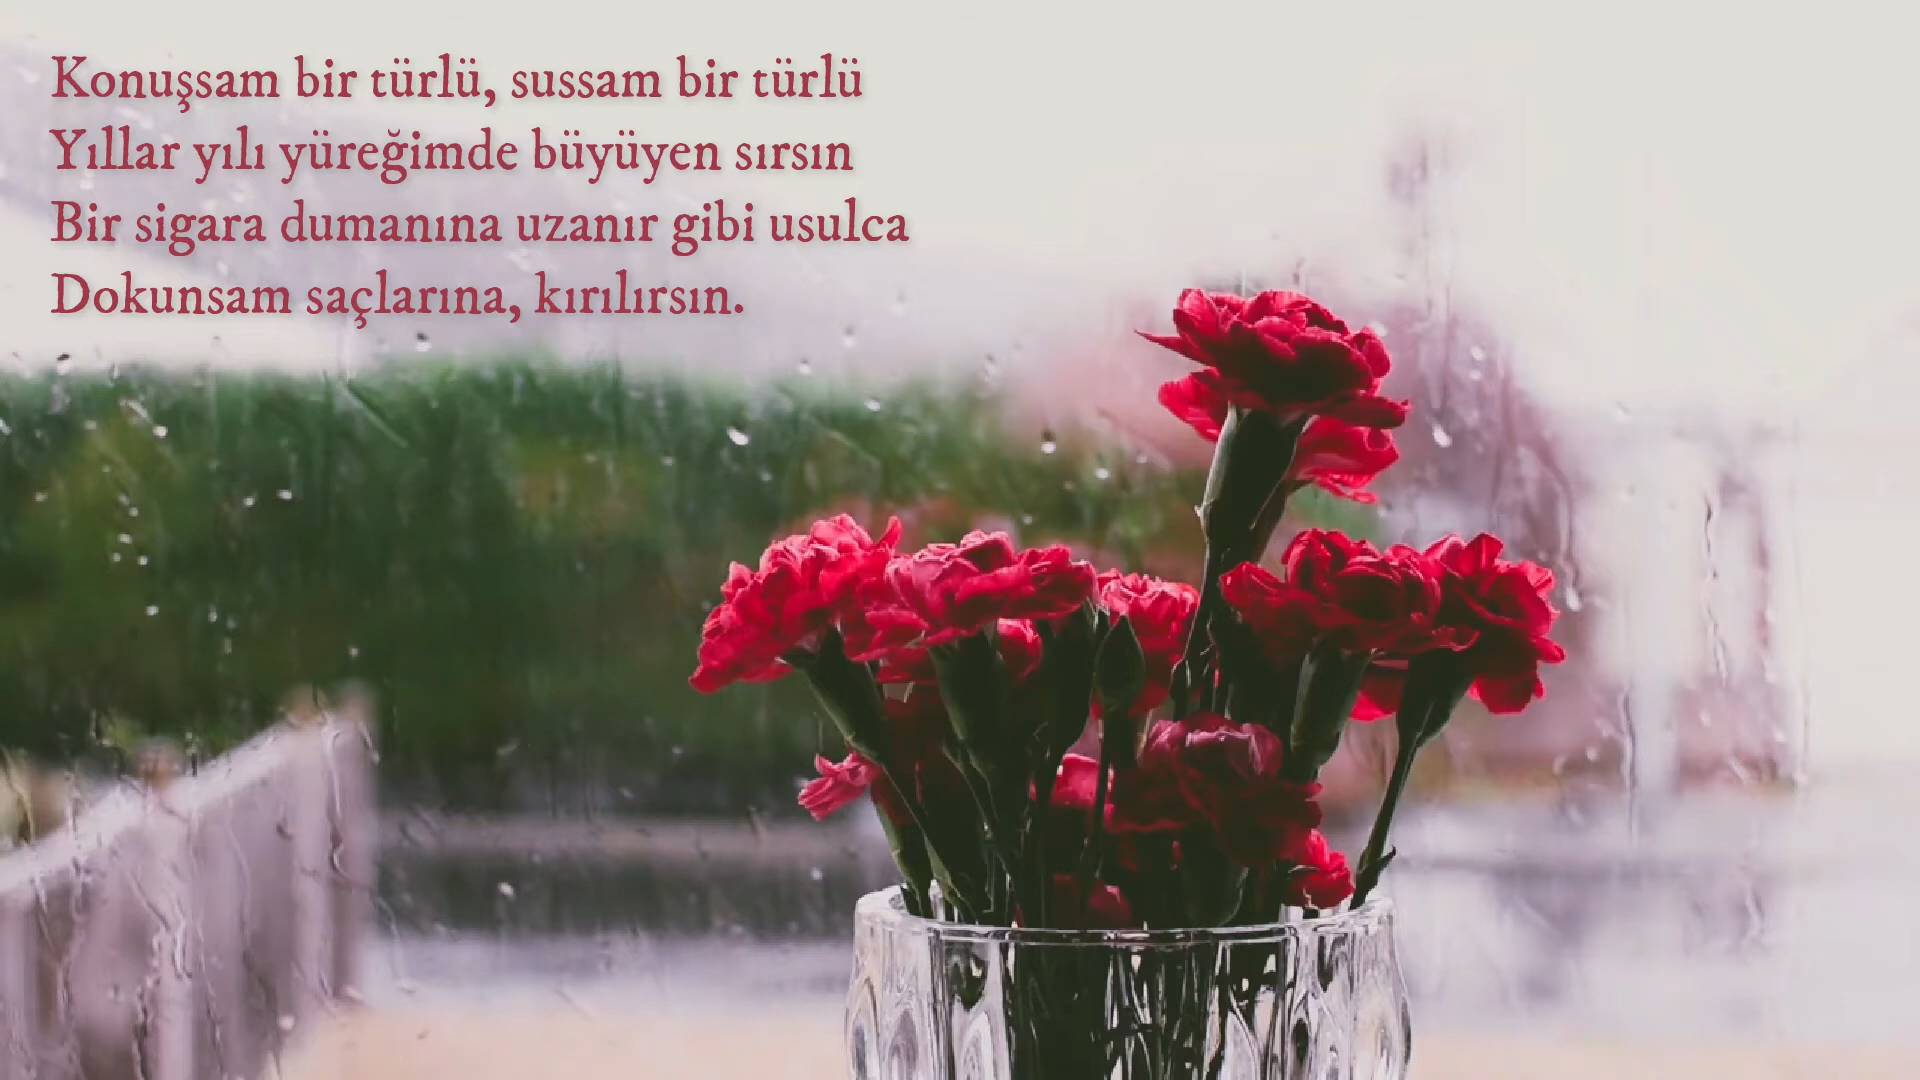 Konuşsam bir türlü, sussam bir türlü
Yıllar yılı yüreğimde büyüyen sırsın
Bir sigara dumanına uzanır gibi usulca
Dokunsam saçlarına, kırılırsın.